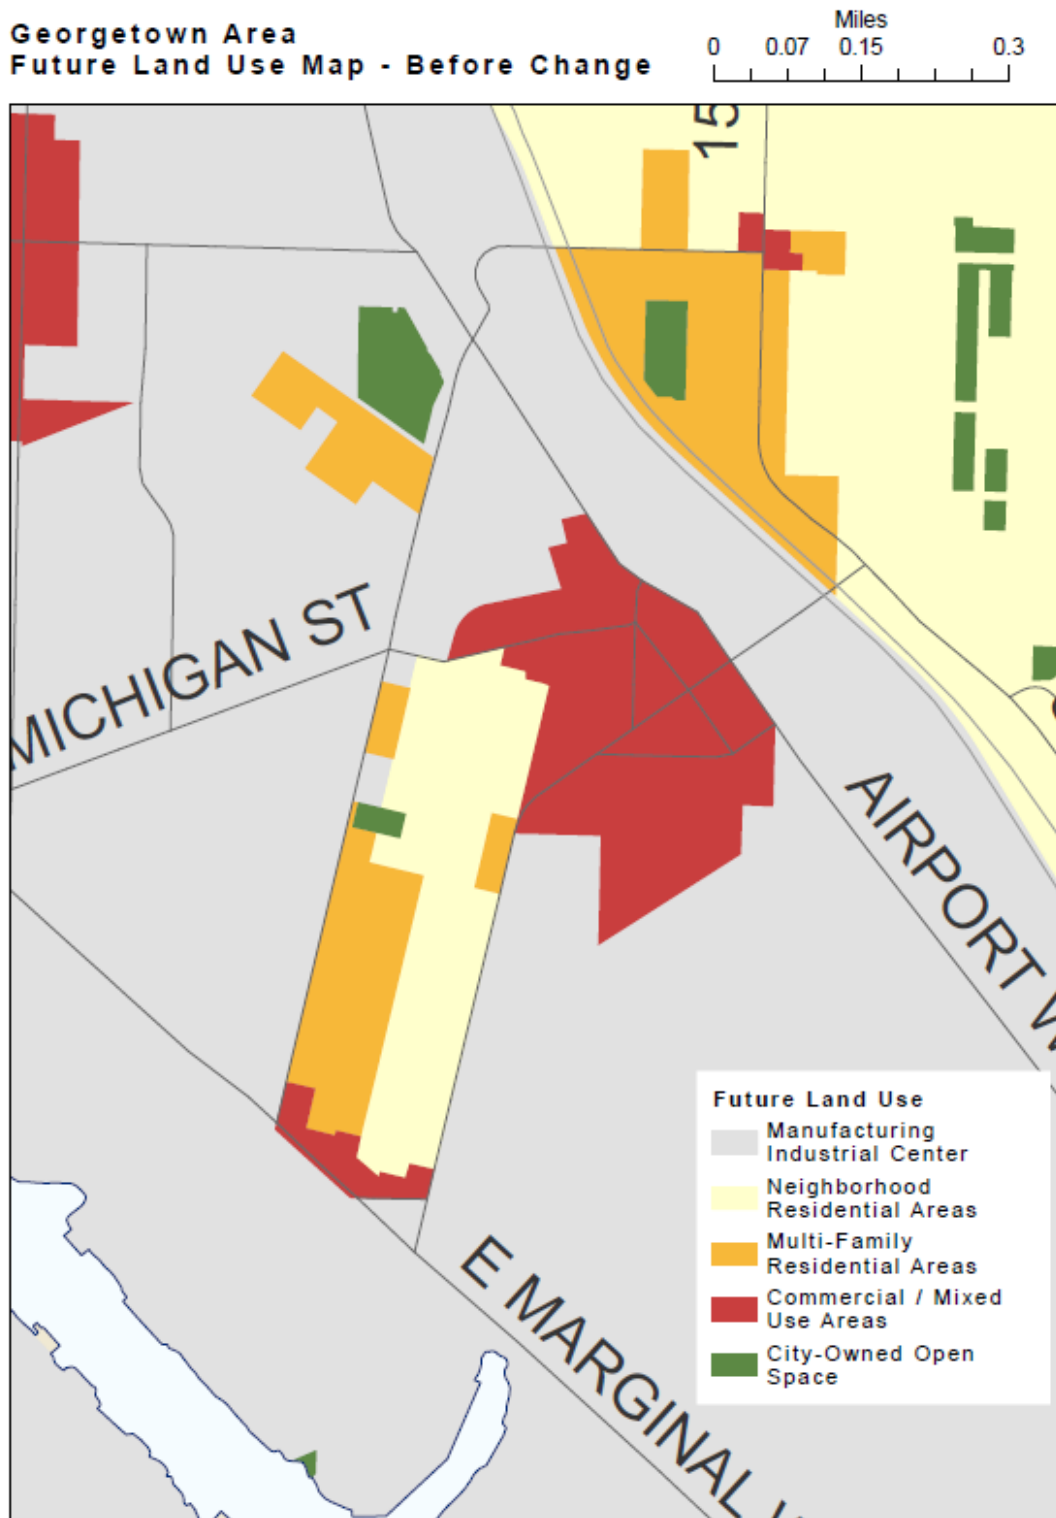 Georgetown Area
Future Land Use Map - Before Change
Miles
0 0.07 0.15 0.3
15
MICHIGAN ST
AIRPORT W
E MARGINAL
Future Land Use
Manufacturing
Industrial Center
Neighborhood
Residential Areas
Multi-Family
Residential Areas
Commercial / Mixed
Use Areas
City-Owned Open
Space